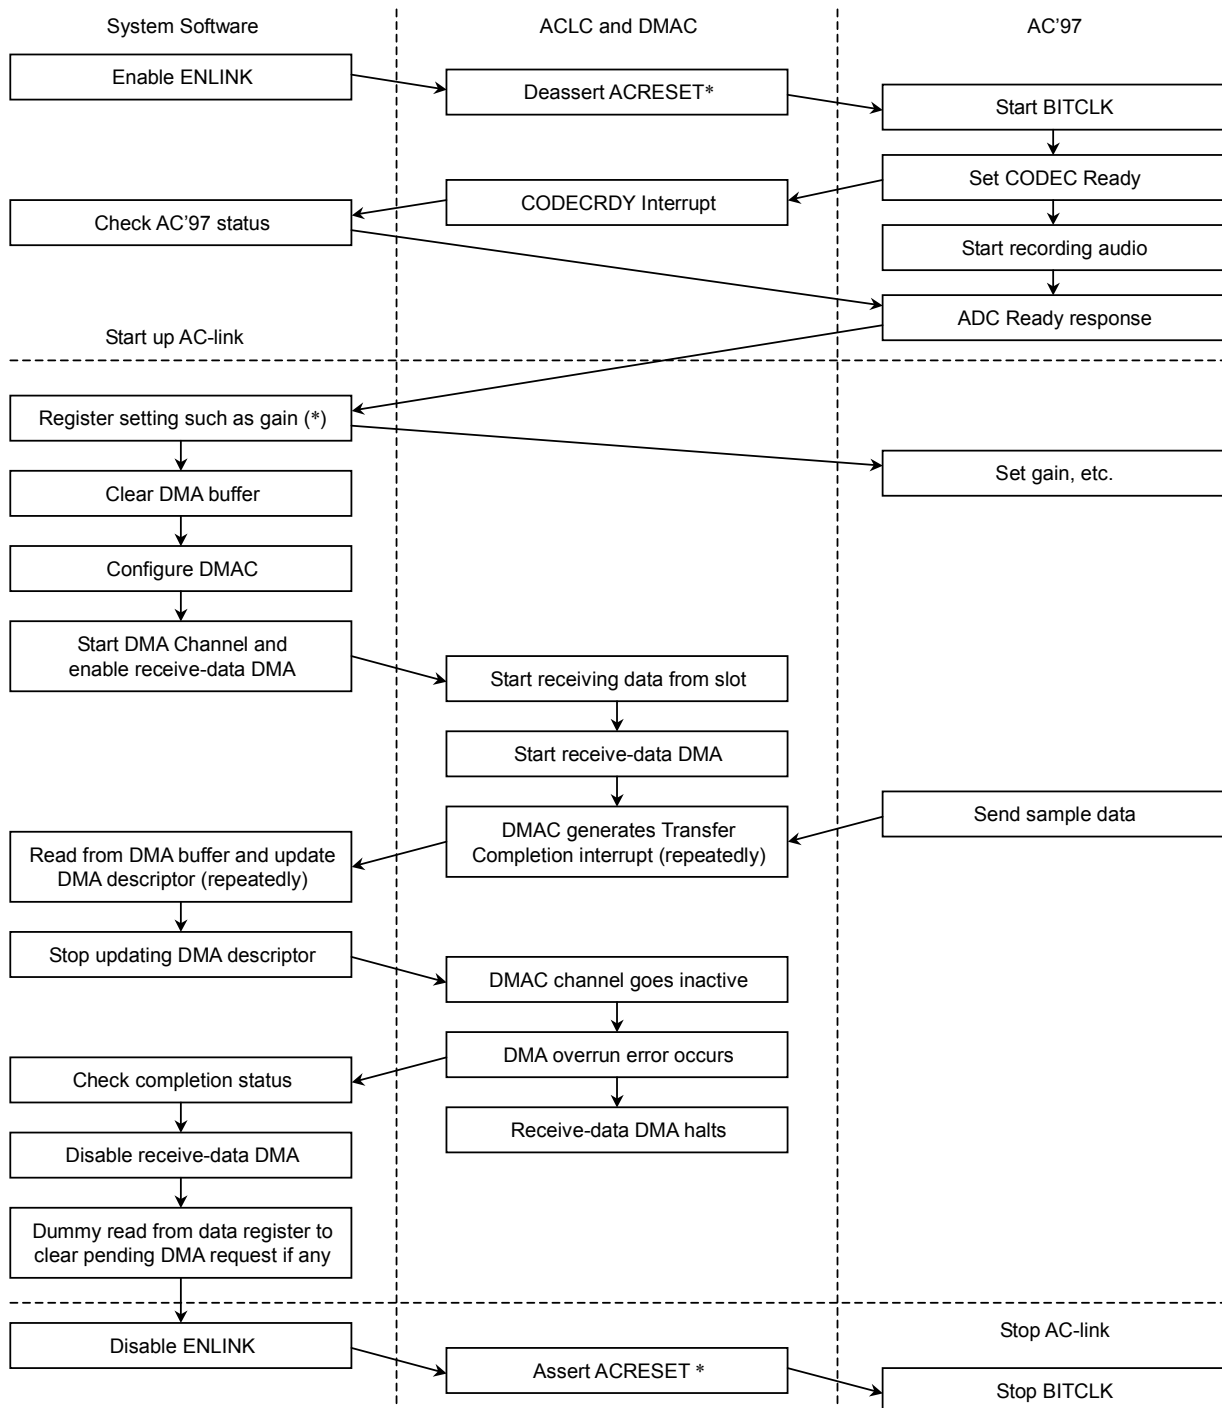 System Software
ACLC and DMAC
AC’97
Enable ENLINK
Deassert ACRESET*
Start BITCLK
Set CODEC Ready
CODECRDY Interrupt
Check AC’97 status
Start recording audio
ADC Ready response
Start up AC-link
Register setting such as gain (*)
Set gain, etc.
Clear DMA buffer
Configure DMAC
Start DMA Channel and
enable receive-data DMA
Start receiving data from slot
Start receive-data DMA
Send sample data
DMAC generates Transfer
Completion interrupt (repeatedly)
Read from DMA buffer and update
DMA descriptor (repeatedly)
Stop updating DMA descriptor
DMAC channel goes inactive
DMA overrun error occurs
Check completion status
Receive-data DMA halts
Disable receive-data DMA
Dummy read from data register to
clear pending DMA request if any
Stop AC-link
Disable ENLINK
Assert ACRESET *
Stop BITCLK